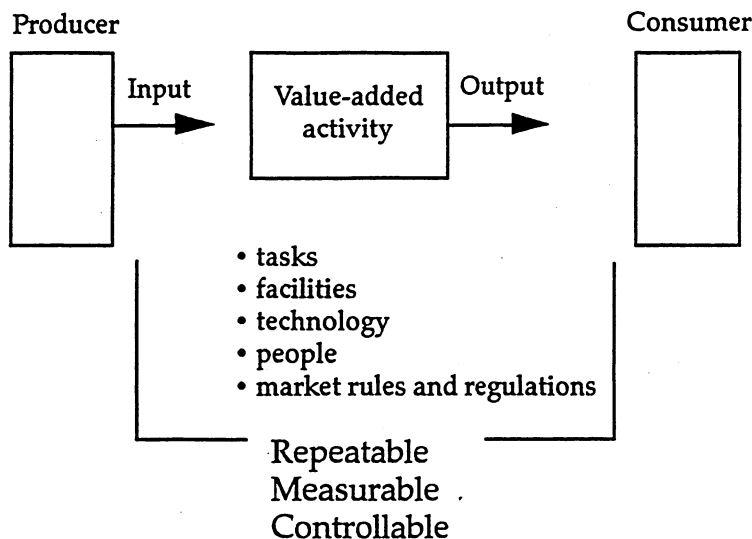 Producer
Consumer
Input
Value-added
activity
Output
• tasks
• facilities
• technology
• people
• market rules and regulations
Repeatable
Measurable
Controllable